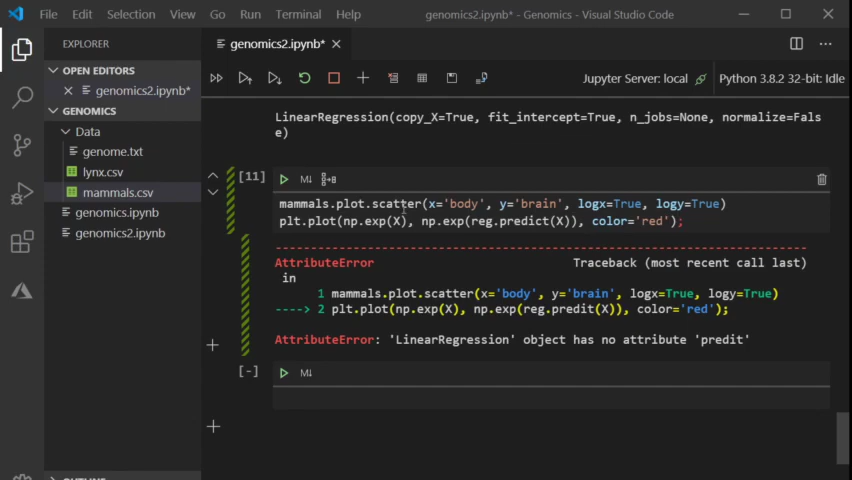 File Edit Selection View Go Run Terminal Help genomics2.ipynb* - Genomics - Visual Studio Code
EXPLORER
OPEN EDITORS
genomics2.ipynb*
GENOMICS
Data
genome.txt
lynx.csv
mammals.csv
genomics.ipynb
genomics2.ipynb
genomics2.ipynb*
Jupyter Server: local Python 3.8.2 32-bit: Idle
LinearRegression(copy_X=True, fit_intercept=True, n_jobs=None, normalize=Fals
e)
[11]
M↓
mammals.plot.scatter(x='body', y='brain', logx=True, logy=True)
plt.plot(np.exp(X), np.exp(reg.predict(X)), color='red');
---------------------------------------------------------------------------
AttributeError Traceback (most recent call last)
in
1 mammals.plot.scatter(x='body', y='brain', logx=True, logy=True)
----> 2 plt.plot(np.exp(X), np.exp(reg.predit(X)), color='red');
AttributeError: 'LinearRegression' object has no attribute 'predit'
[-]
M↓